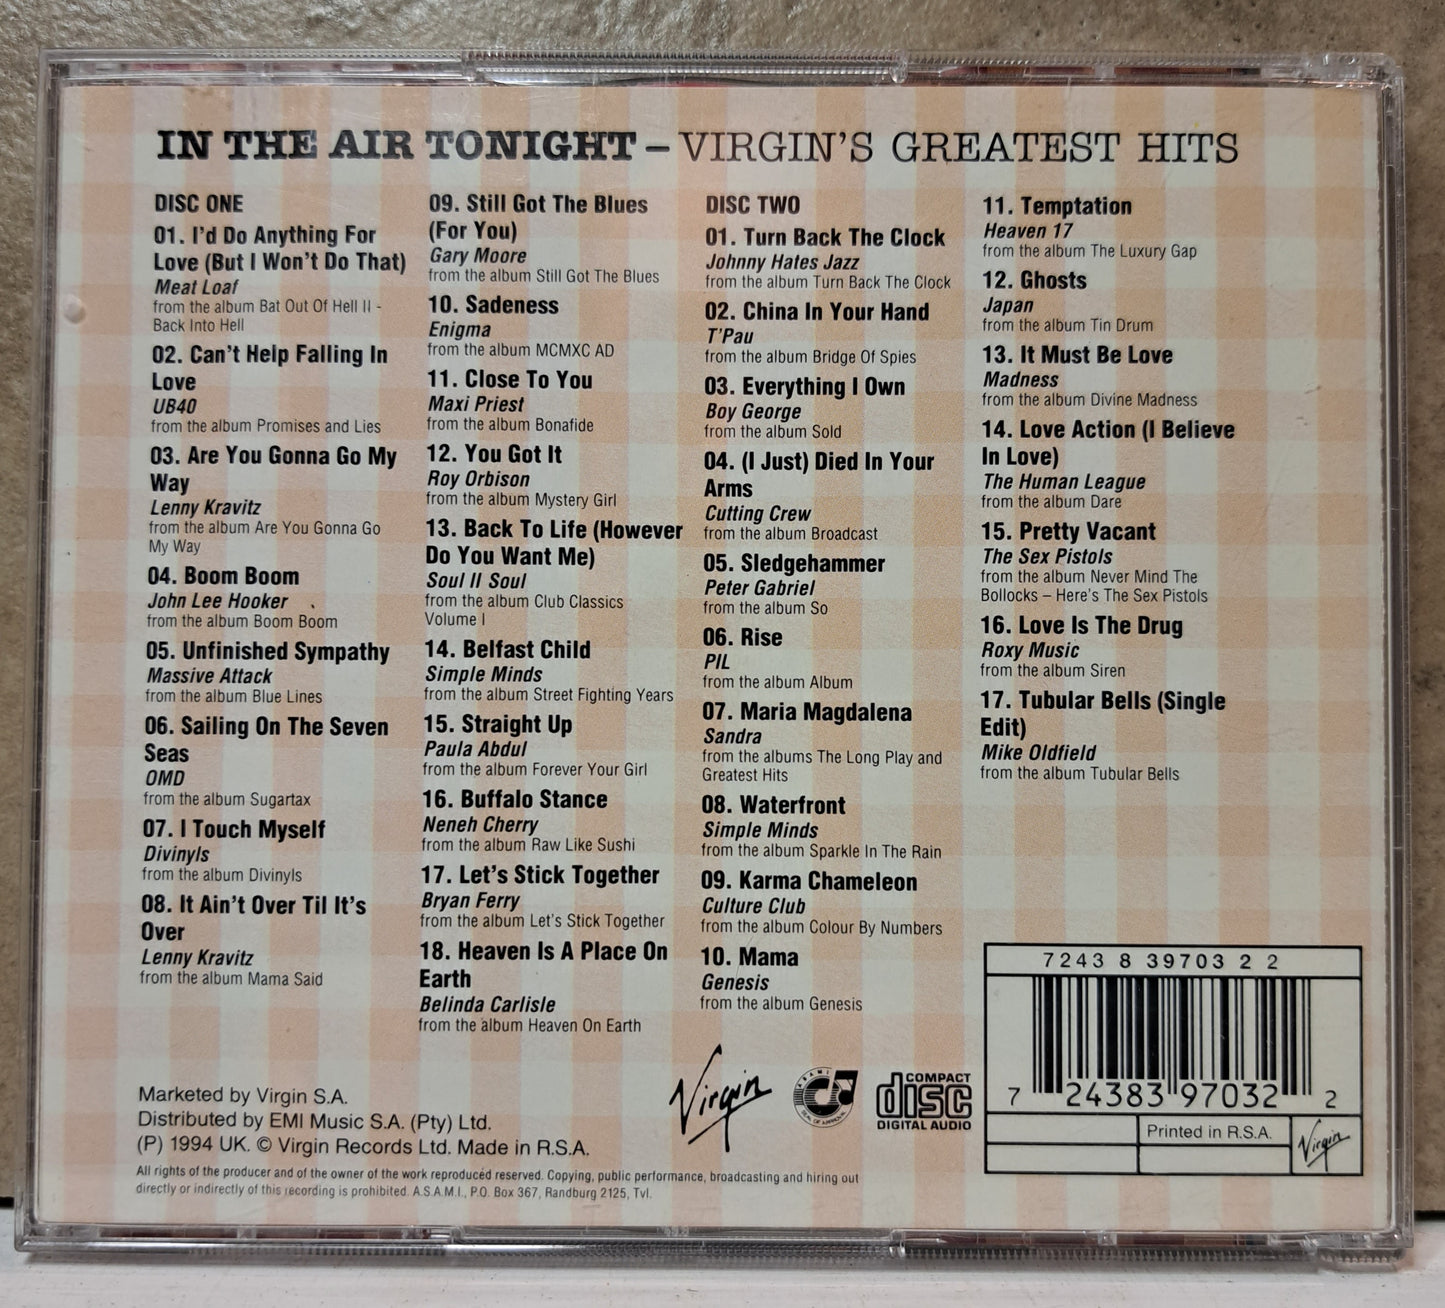 IN THE AIR TONIGHT – VIRGIN'S GREATEST HITS
DISC ONE
01. I'd Do Anything For
Love (But I Won't Do That)
Meat Loaf
from the album Bat Out Of Hell II -
Back Into Hell
02. Can't Help Falling In
Love
UB40
from the album Promises and Lies
03. Are You Gonna Go My
Way
Lenny Kravitz
from the album Are You Gonna Go
My Way
04. Boom Boom
John Lee Hooker
from the album Boom Boom
05. Unfinished Sympathy
Massive Attack
from the album Blue Lines
06. Sailing On The Seven
Seas
OMD
from the album Sugartax
07. I Touch Myself
Divinyls
from the album Divinyls
08. It Ain't Over Til It's
Over
Lenny Kravitz
from the album Mama Said
09. Still Got The Blues
(For You)
Gary Moore
from the album Still Got The Blues
10. Sadeness
Enigma
from the album MCMXC AD
11. Close To You
Maxi Priest
from the album Bonafide
12. You Got It
Roy Orbison
from the album Mystery Girl
13. Back To Life (However
Do You Want Me)
Soul II Soul
from the album Club Classics
Volume I
14. Belfast Child
Simple Minds
from the album Street Fighting Years
15. Straight Up
Paula Abdul
from the album Forever Your Girl
16. Buffalo Stance
Neneh Cherry
from the album Raw Like Sushi
17. Let's Stick Together
Bryan Ferry
from the album Let's Stick Together
18. Heaven Is A Place On
Earth
Belinda Carlisle
from the album Heaven On Earth
DISC TWO
01. Turn Back The Clock
Johnny Hates Jazz
from the album Turn Back The Clock
02. China In Your Hand
T'Pau
from the album Bridge Of Spies
03. Everything I Own
Boy George
from the album Sold
04. (I Just) Died In Your
Arms
Cutting Crew
from the album Broadcast
05. Sledgehammer
Peter Gabriel
from the album So
06. Rise
PIL
from the album Album
07. Maria Magdalena
Sandra
from the albums The Long Play and
Greatest Hits
08. Waterfront
Simple Minds
from the album Sparkle In The Rain
09. Karma Chameleon
Culture Club
from the album Colour By Numbers
10. Mama
Genesis
from the album Genesis
11. Temptation
Heaven 17
from the album The Luxury Gap
12. Ghosts
Japan
from the album Tin Drum
13. It Must Be Love
Madness
from the album Divine Madness
14. Love Action (I Believe
In Love)
The Human League
from the album Dare
15. Pretty Vacant
The Sex Pistols
from the album Never Mind The
Bollocks – Here's The Sex Pistols
16. Love Is The Drug
Roxy Music
from the album Siren
17. Tubular Bells (Single
Edit)
Mike Oldfield
from the album Tubular Bells
Marketed by Virgin S.A.
Distributed by EMI Music S.A. (Pty) Ltd.
(P) 1994 UK. © Virgin Records Ltd. Made in R.S.A.
All rights of the producer and of the owner of the work reproduced reserved. Copying, public performance, broadcasting and hiring out
directly or indirectly of this recording is prohibited. A.S.A.M.I., P.O. Box 367, Randburg 2125, Tvl.
Virgin
ASAMI
SEAL OF APPROVAL
COMPACT
disc
DIGITAL AUDIO
7243 8 39703 2 2
7 24383 97032 2
Printed in R.S.A.
Virgin